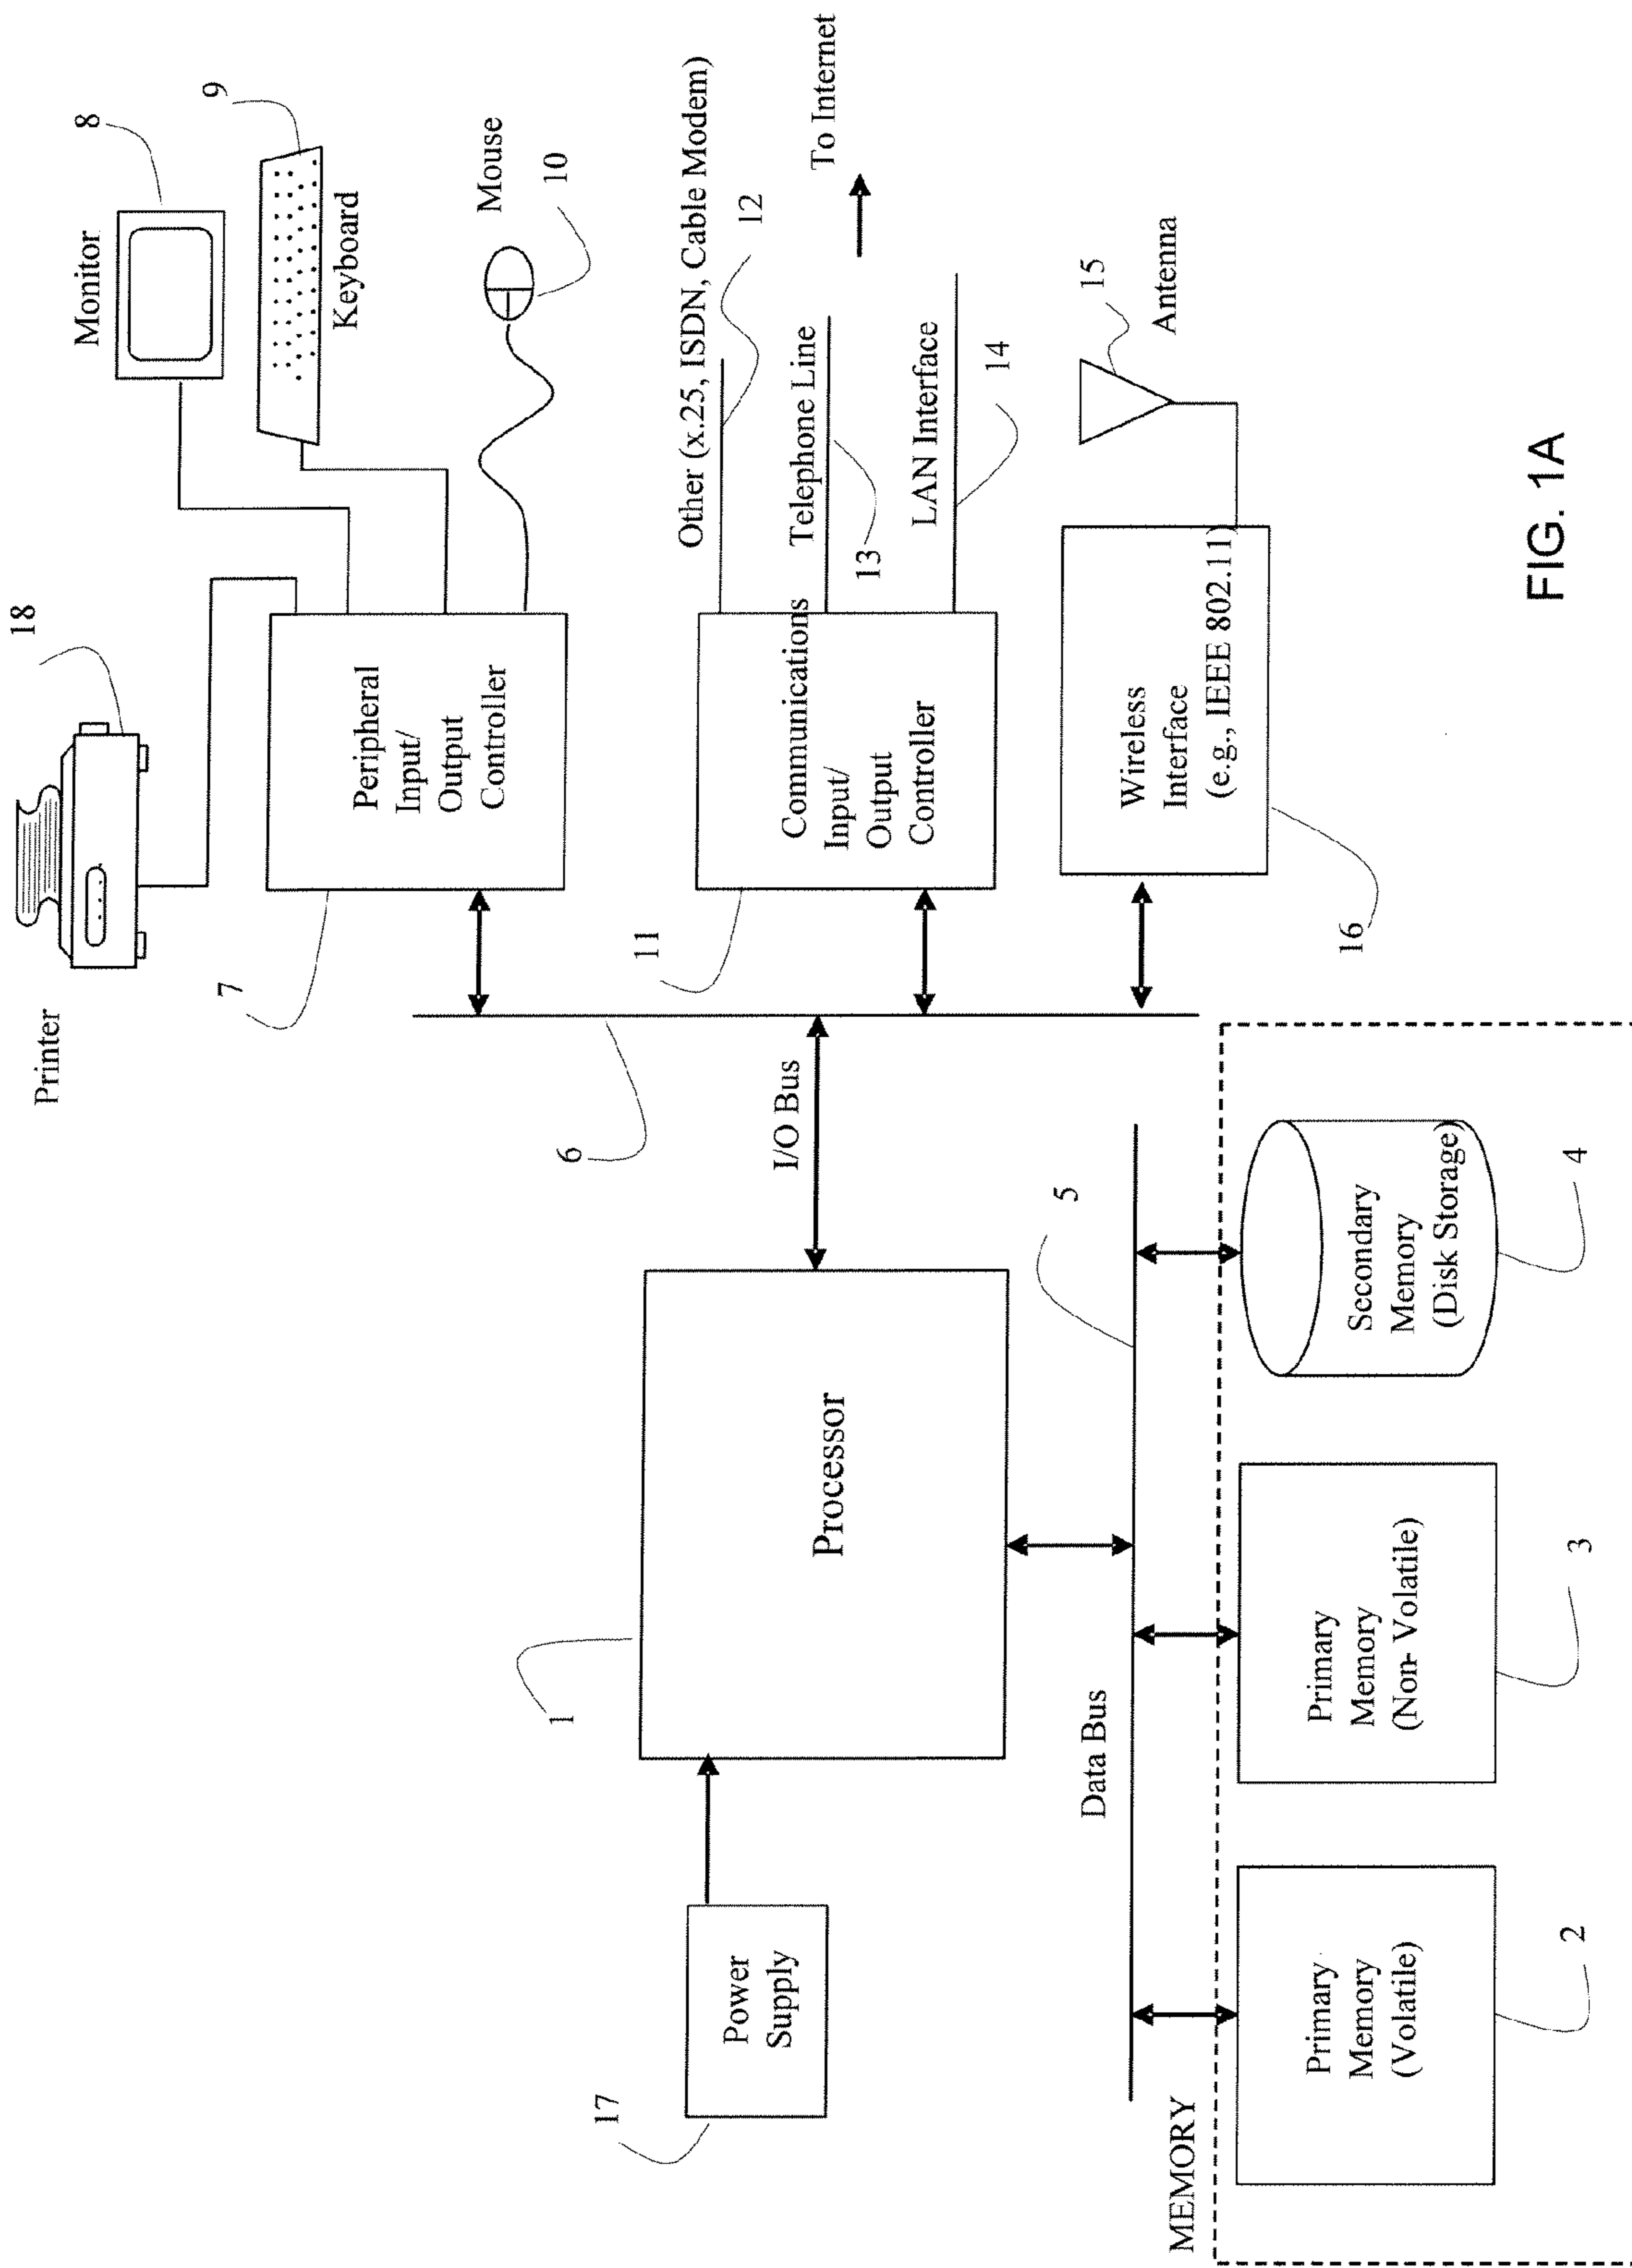 Printer
18
Monitor
8
9
Keyboard
Mouse
10
7
Peripheral
Input/
Output
Controller
Other (x.25, ISDN, Cable Modem)
12
Telephone Line
13
To Internet
LAN Interface
14
11
Communications
Input/
Output
Controller
15
Antenna
Wireless
Interface
(e.g., IEEE 802.11)
16
6
I/O Bus
1
Processor
17
Power
Supply
5
Data Bus
MEMORY
Primary
Memory
(Volatile)
2
Primary
Memory
(Non- Volatile)
3
Secondary
Memory
(Disk Storage)
4
FIG. 1A